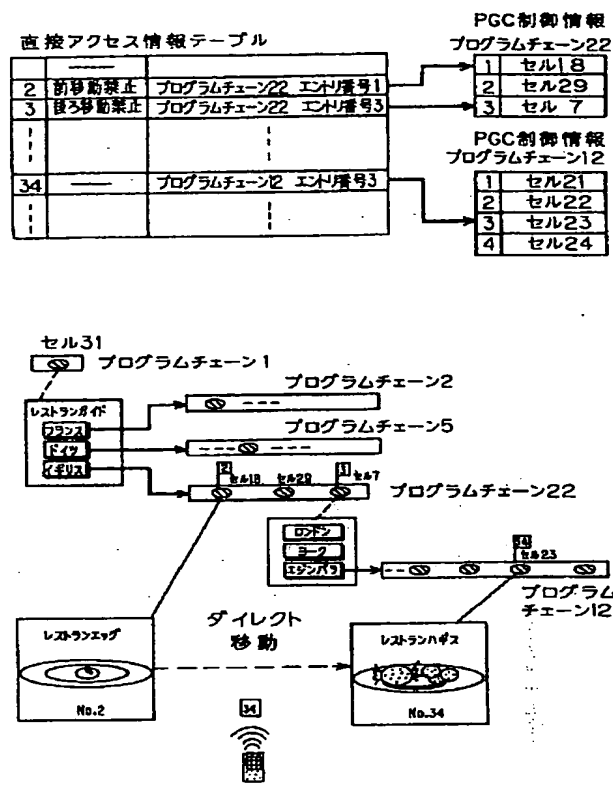 PGC制御情報
直接アクセス情報テーブル
プログラムチェーン22
2 前移動禁止 プログラムチェーン22 エントリ番号1
3 後ろ移動禁止 プログラムチェーン22 エントリ番号3
34 プログラムチェーン12 エントリ番号3
1 セル18
2 セル29
3 セル 7
PGC制御情報
プログラムチェーン12
1 セル21
2 セル22
3 セル23
4 セル24
セル31
プログラムチェーン1
レストランガイド
フランス
ドイツ
イギリス
プログラムチェーン2
プログラムチェーン5
2 セル18 セル29 セル7
プログラムチェーン22
ロンドン
ヨーク
エジンバラ
34
セル23
プログラム
チェーン12
レストランエッグ
No.2
ダイレクト
移動
レストランハギス
No.34
34